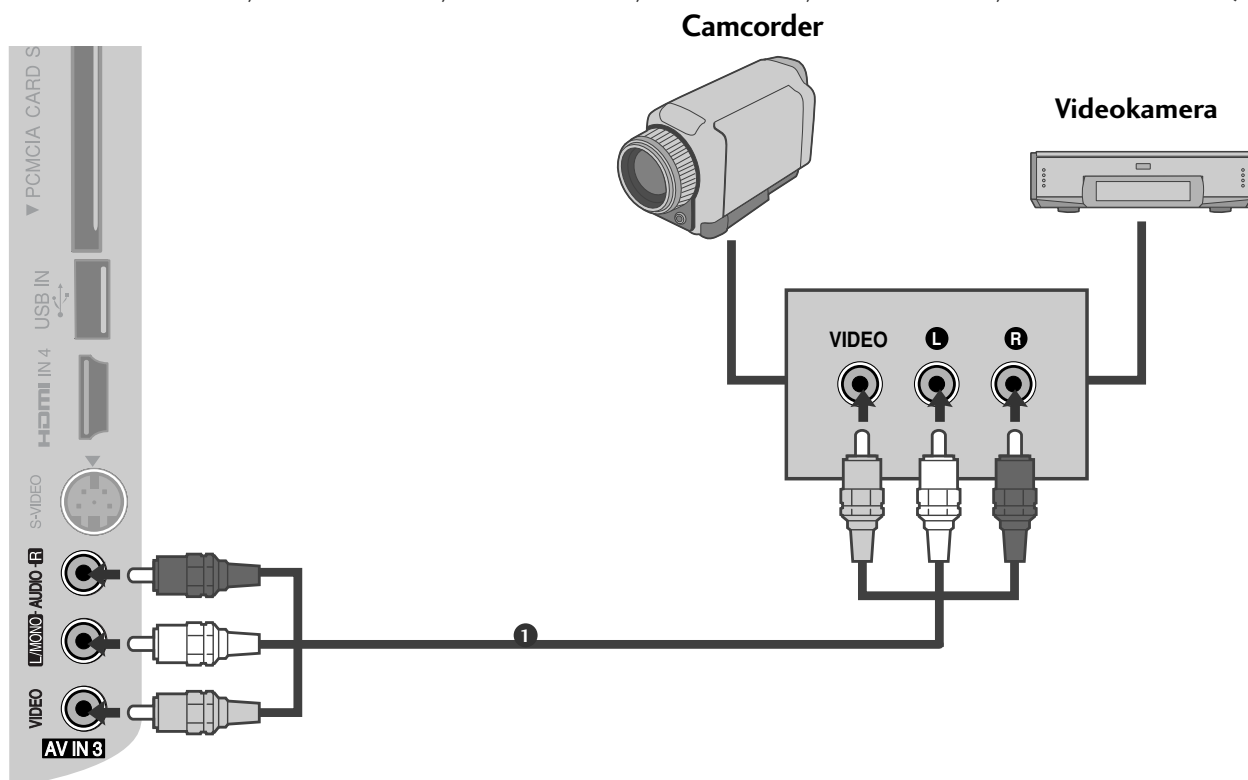 Camcorder
Videokamera
VIDEO L R
▼ PCMCIA CARD S
USB IN
HDMI IN 4
S-VIDEO
L/MONO - AUDIO - R
VIDEO
AV IN 3
1